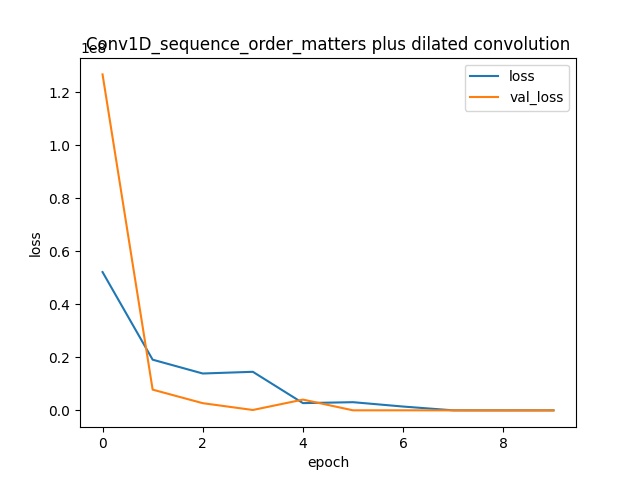 Conv1D_sequence_order_matters plus dilated convolution
1e8
loss
val_loss
1.2
1.0
0.8
0.6
0.4
0.2
0.0
loss
0 2 4 6 8
epoch